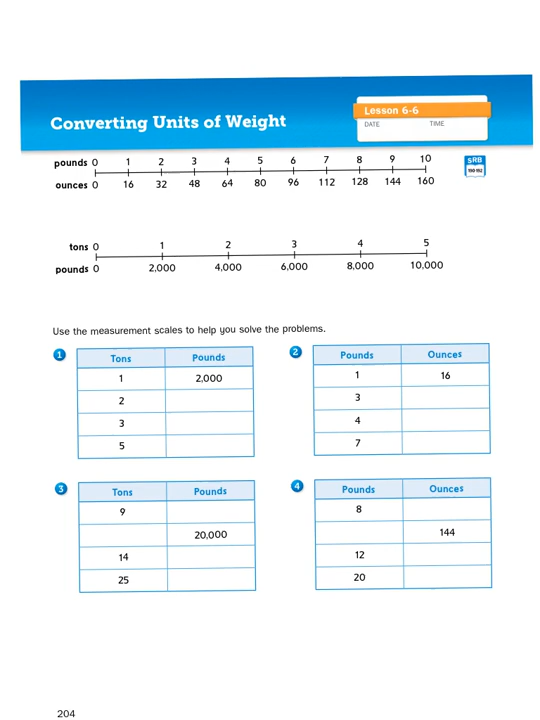 Converting Units of Weight
Lesson 6-6
DATE TIME
pounds 0 1 2 3 4 5 6 7 8 9 10
ounces 0 16 32 48 64 80 96 112 128 144 160
SRB
190-192
tons 0 1 2 3 4 5
pounds 0 2,000 4,000 6,000 8,000 10,000
Use the measurement scales to help you solve the problems.
1
Tons Pounds
1 2,000
2
3
5
2
Pounds Ounces
1 16
3
4
7
3
Tons Pounds
9
20,000
14
25
4
Pounds Ounces
8
144
12
20
204